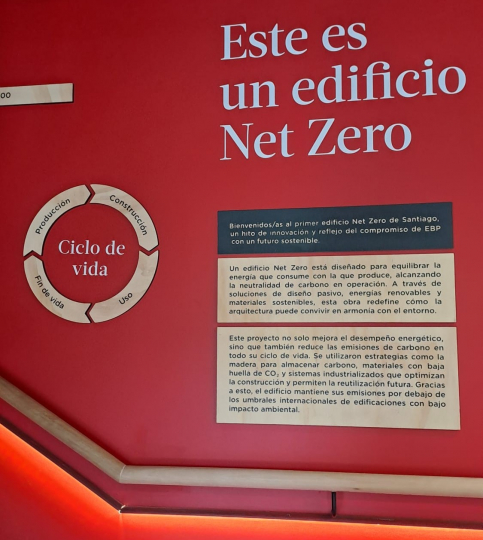 Este es
un edificio
Net Zero
00
Producción
Construcción
Ciclo de
vida
Fin de vida
Uso
Bienvenidos/as al primer edificio Net Zero de Santiago,
un hito de innovación y reflejo del compromiso de EBP
con un futuro sostenible.
Un edificio Net Zero está diseñado para equilibrar la
energía que consume con la que produce, alcanzando
la neutralidad de carbono en operación. A través de
soluciones de diseño pasivo, energías renovables y
materiales sostenibles, esta obra redefine cómo la
arquitectura puede convivir en armonía con el entorno.
Este proyecto no solo mejora el desempeño energético,
sino que también reduce las emisiones de carbono en
todo su ciclo de vida. Se utilizaron estrategias como la
madera para almacenar carbono, materiales con baja
huella de CO₂ y sistemas industrializados que optimizan
la construcción y permiten la reutilización futura. Gracias
a esto, el edificio mantiene sus emisiones por debajo de
los umbrales internacionales de edificaciones con bajo
impacto ambiental.